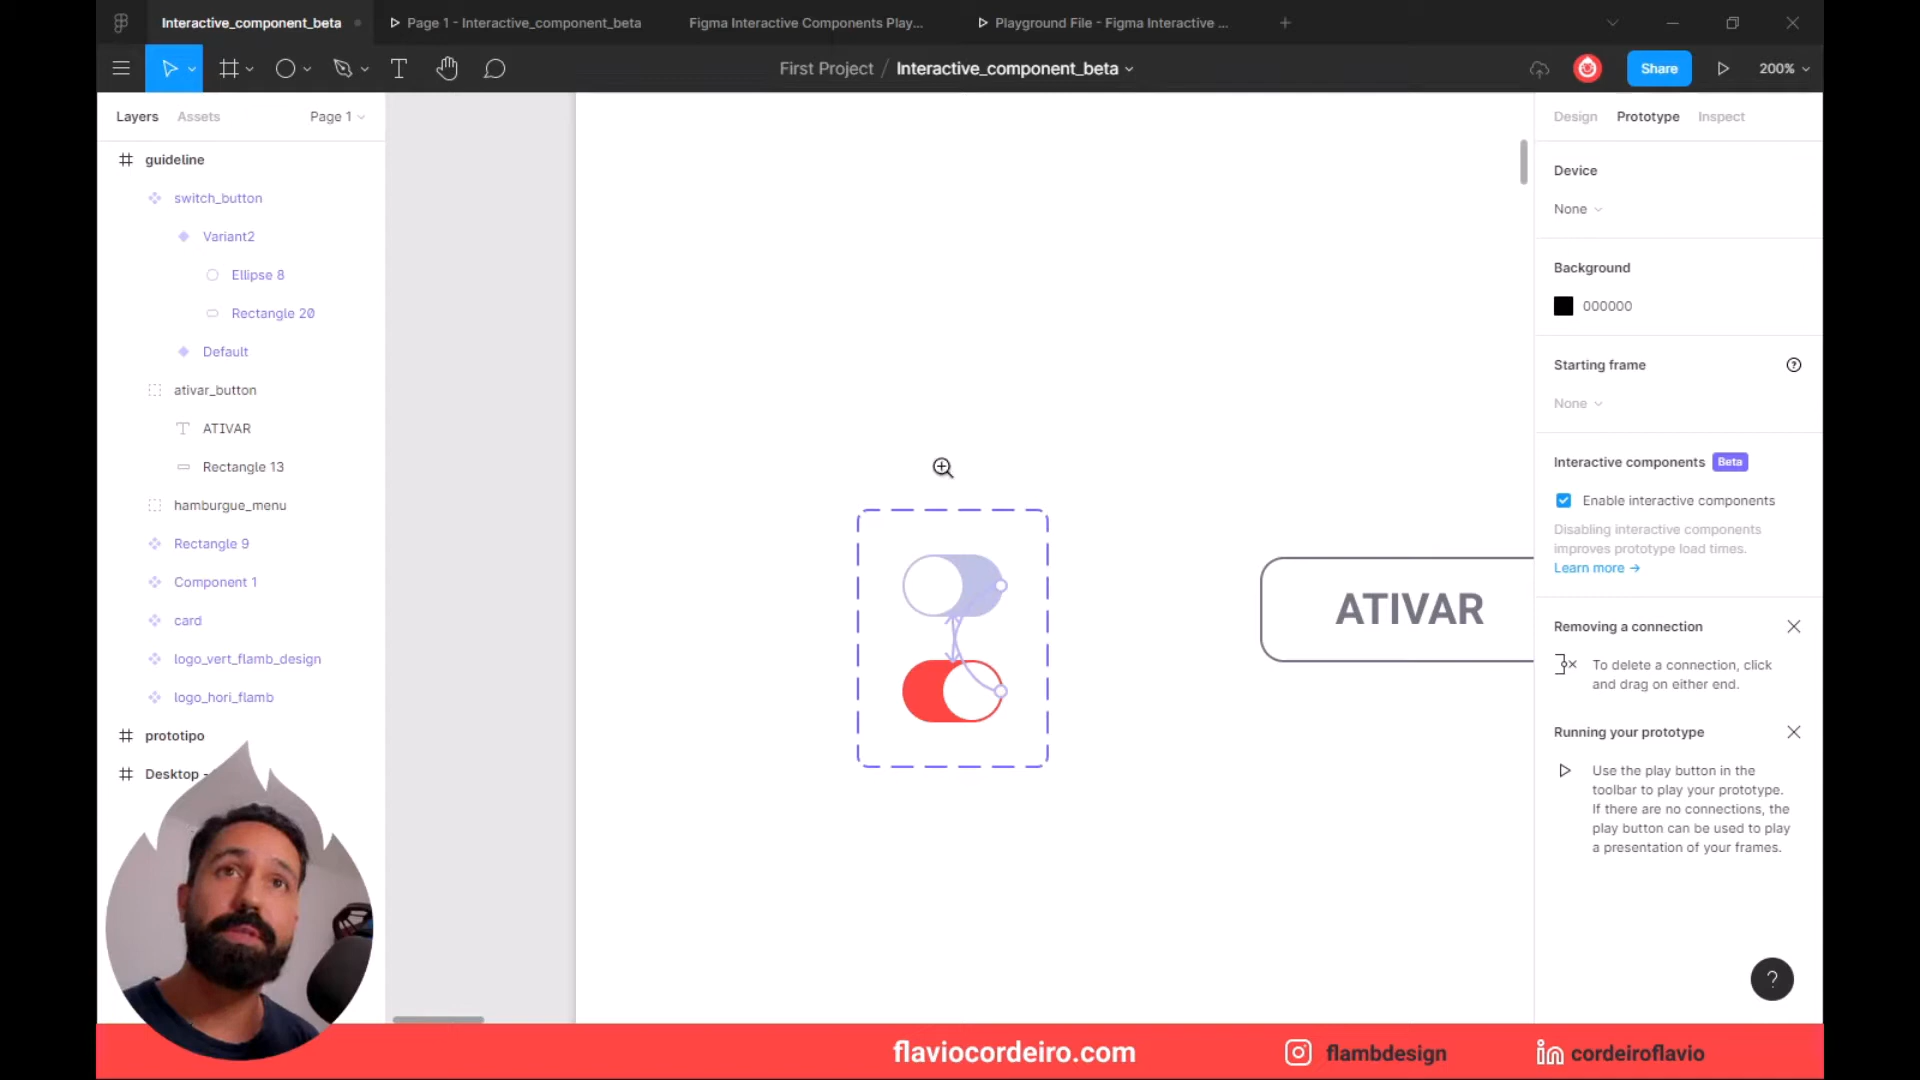 Interactive_component_beta
Page 1 - Interactive_component_beta
Figma Interactive Components Play...
Playground File - Figma Interactive ...
First Project / Interactive_component_beta
Share
200%
Layers
Assets
Page 1
guideline
switch_button
Variant2
Ellipse 8
Rectangle 20
Default
ativar_button
ATIVAR
Rectangle 13
hamburgue_menu
Rectangle 9
Component 1
card
logo_vert_flamb_design
logo_hori_flamb
prototipo
Desktop -
ATIVAR
Design
Prototype
Inspect
Device
None
Background
000000
Starting frame
None
Interactive components Beta
Enable interactive components
Disabling interactive components
improves prototype load times.
Learn more →
Removing a connection
To delete a connection, click
and drag on either end.
Running your prototype
Use the play button in the
toolbar to play your prototype.
If there are no connections, the
play button can be used to play
a presentation of your frames.
?
flaviocordeiro.com
flambdesign
cordeiroflavio